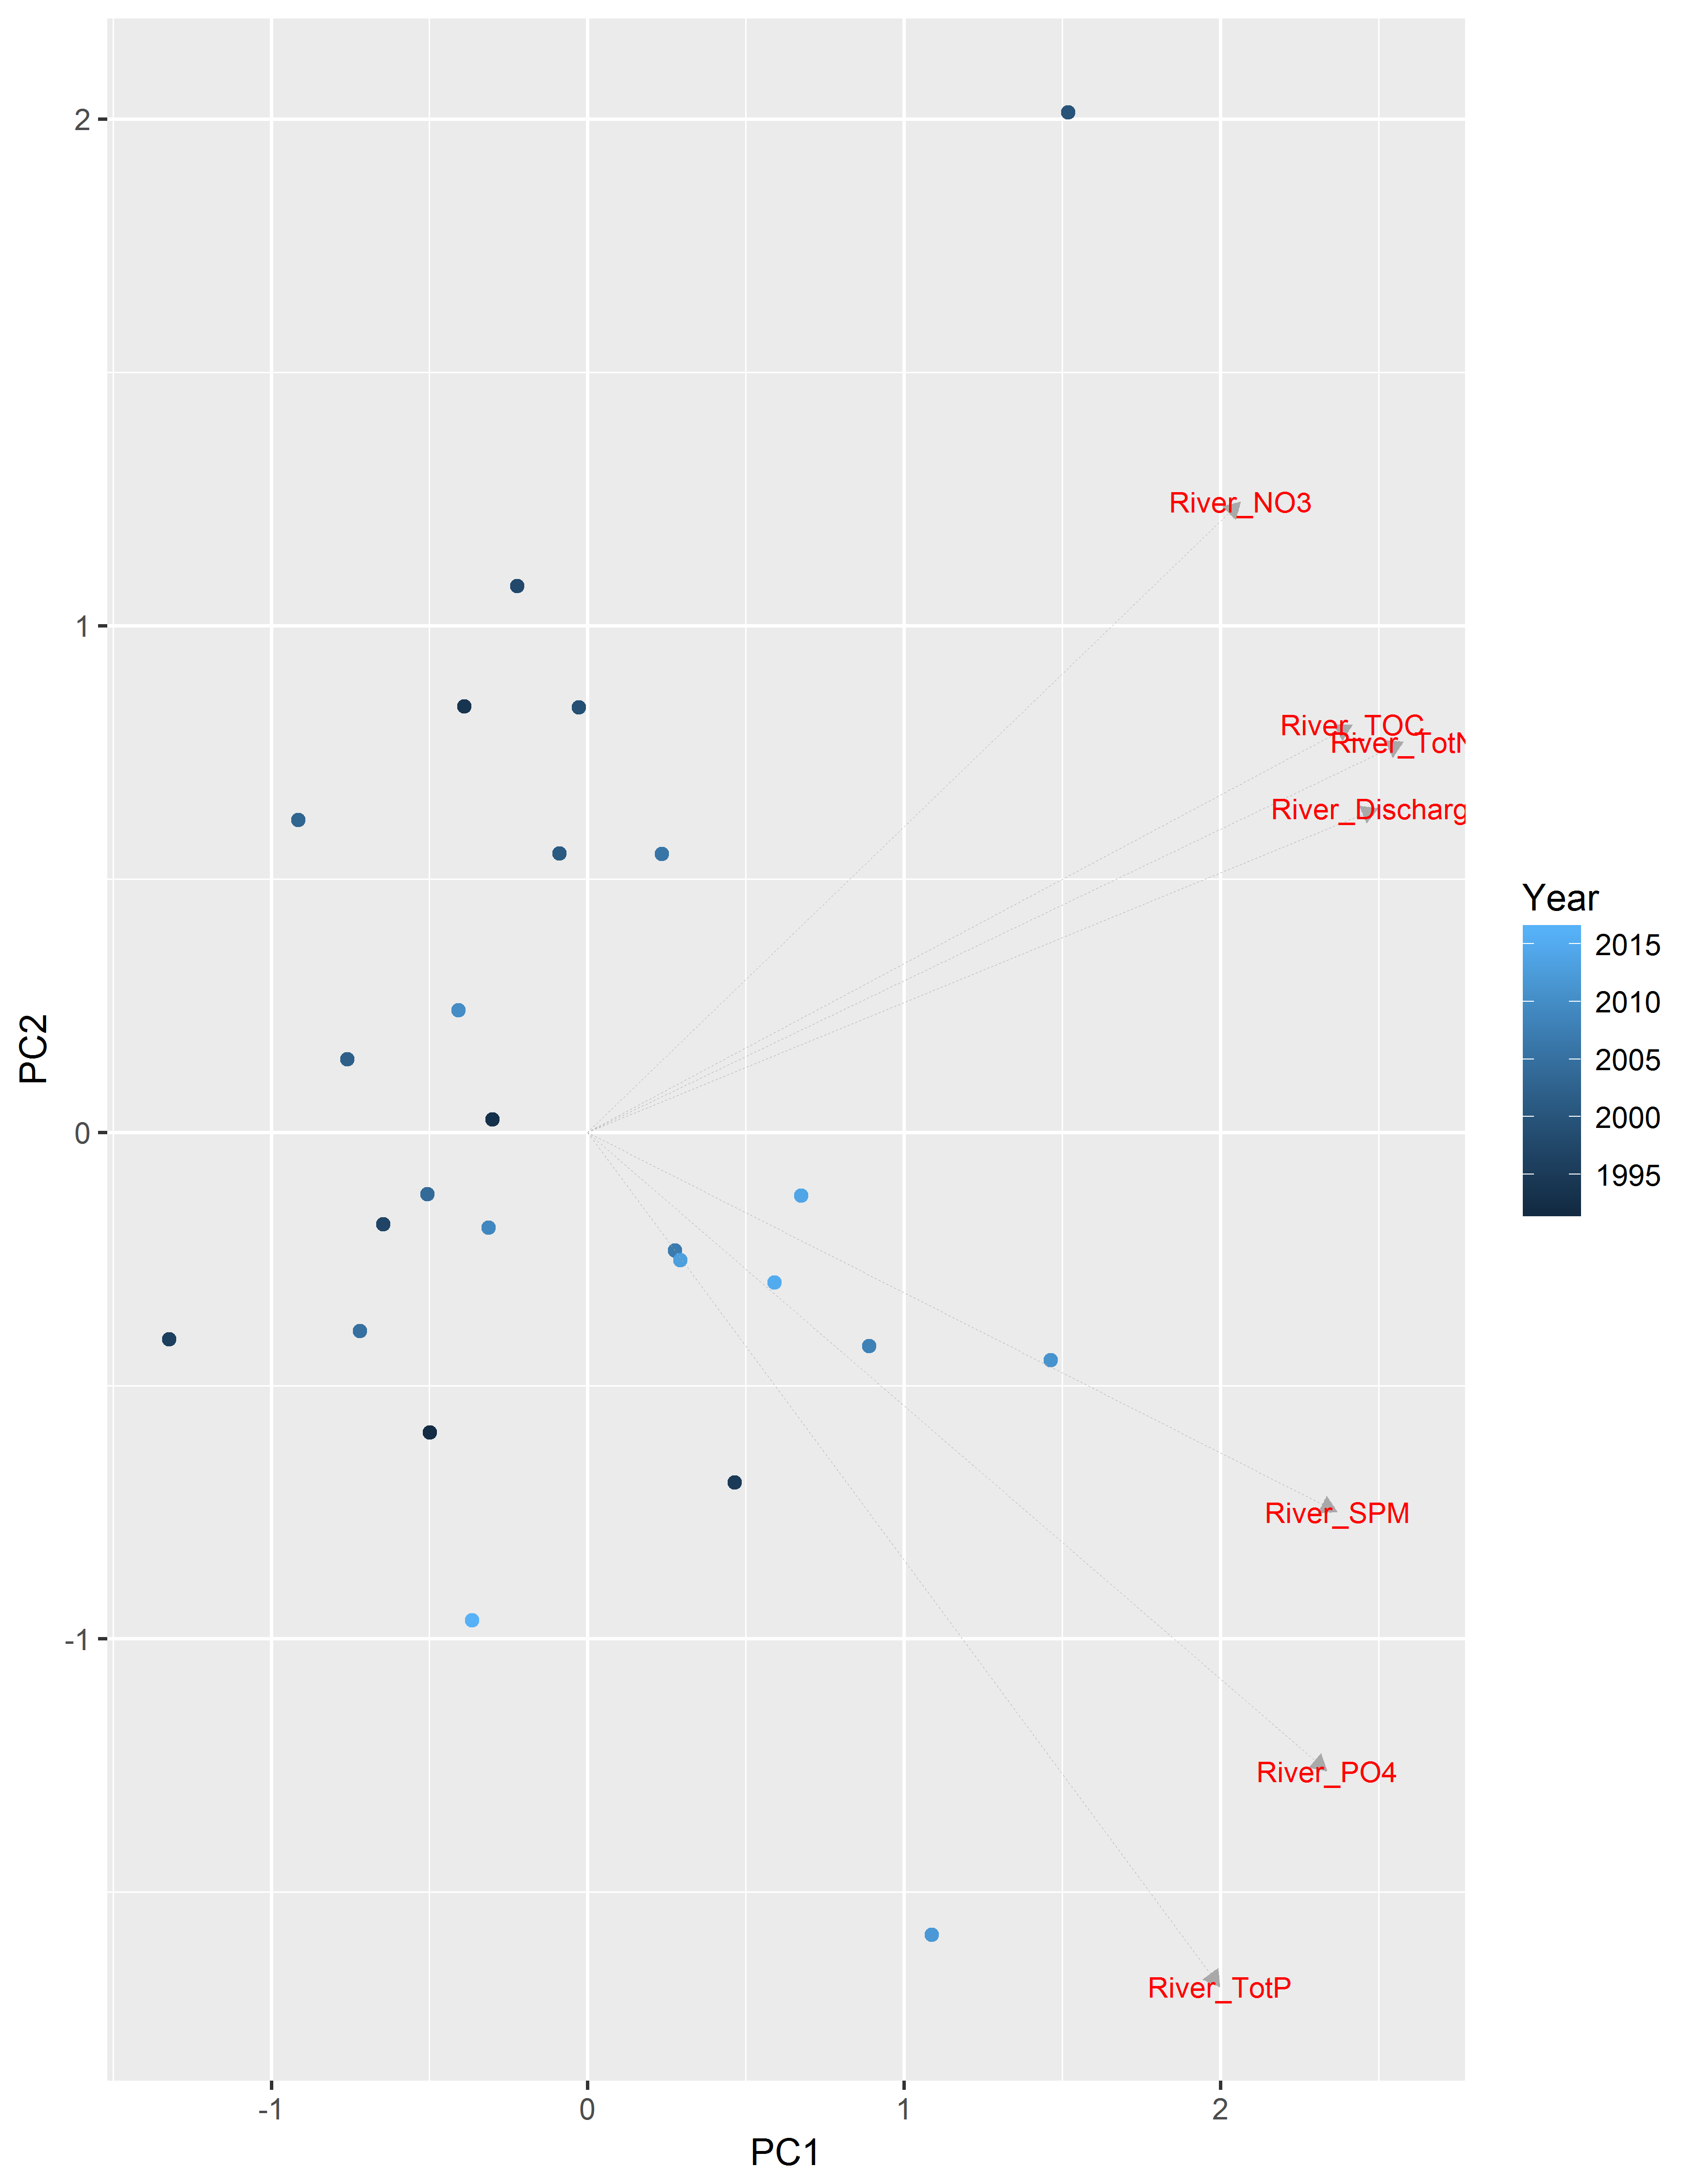 2
1
0
-1
PC2
River_NO3
River_TOC
River_TotN
River_Discharg
River_SPM
River_PO4
River_TotP
-1 0 1 2
PC1
Year
2015
2010
2005
2000
1995